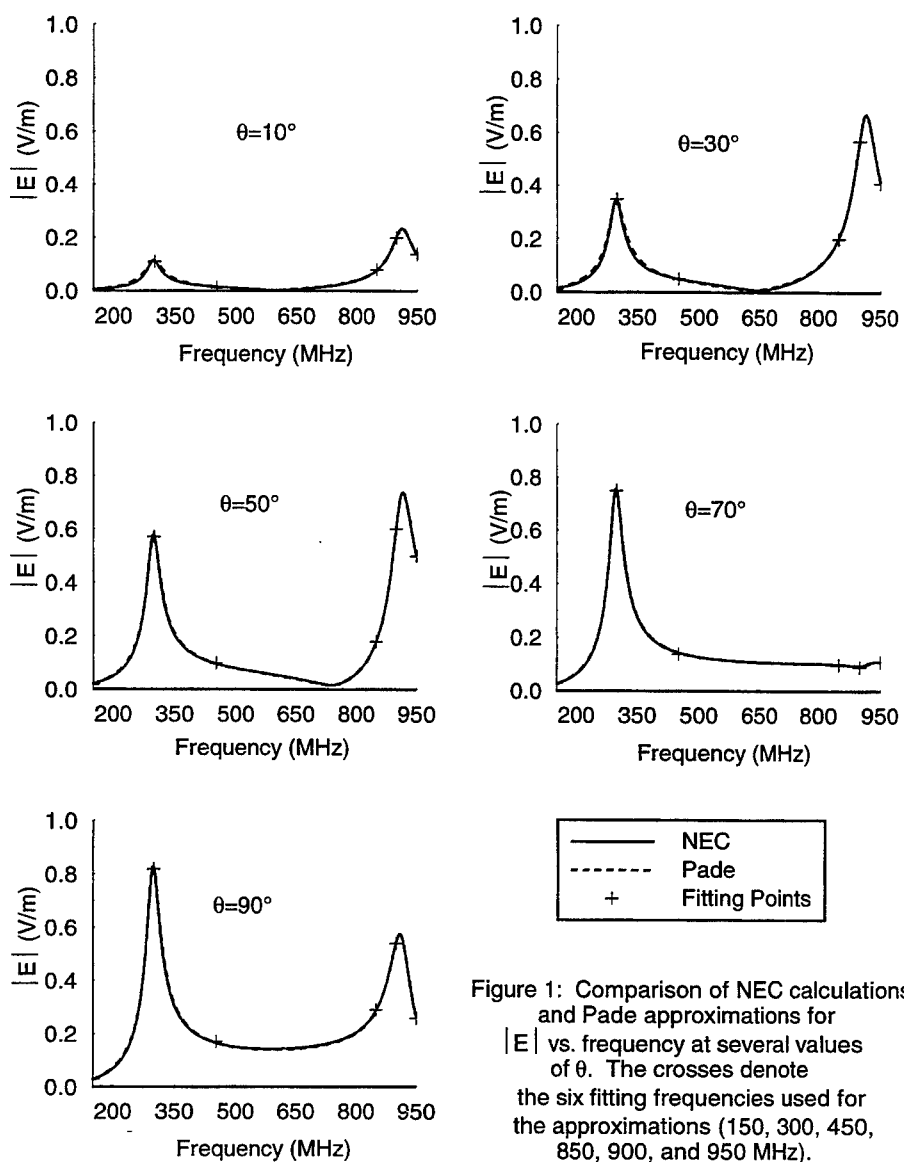 1.0
0.8
0.6
0.4
0.2
0.0
|E| (V/m)
θ=10°
200 350 500 650 800 950
Frequency (MHz)
1.0
0.8
0.6
0.4
0.2
0.0
|E| (V/m)
θ=30°
200 350 500 650 800 950
Frequency (MHz)
1.0
0.8
0.6
0.4
0.2
0.0
|E| (V/m)
θ=50°
200 350 500 650 800 950
Frequency (MHz)
1.0
0.8
0.6
0.4
0.2
0.0
|E| (V/m)
θ=70°
200 350 500 650 800 950
Frequency (MHz)
1.0
0.8
0.6
0.4
0.2
0.0
|E| (V/m)
θ=90°
200 350 500 650 800 950
Frequency (MHz)
NEC
Pade
Fitting Points
Figure 1: Comparison of NEC calculations
and Pade approximations for
|E| vs. frequency at several values
of θ. The crosses denote
the six fitting frequencies used for
the approximations (150, 300, 450,
850, 900, and 950 MHz).